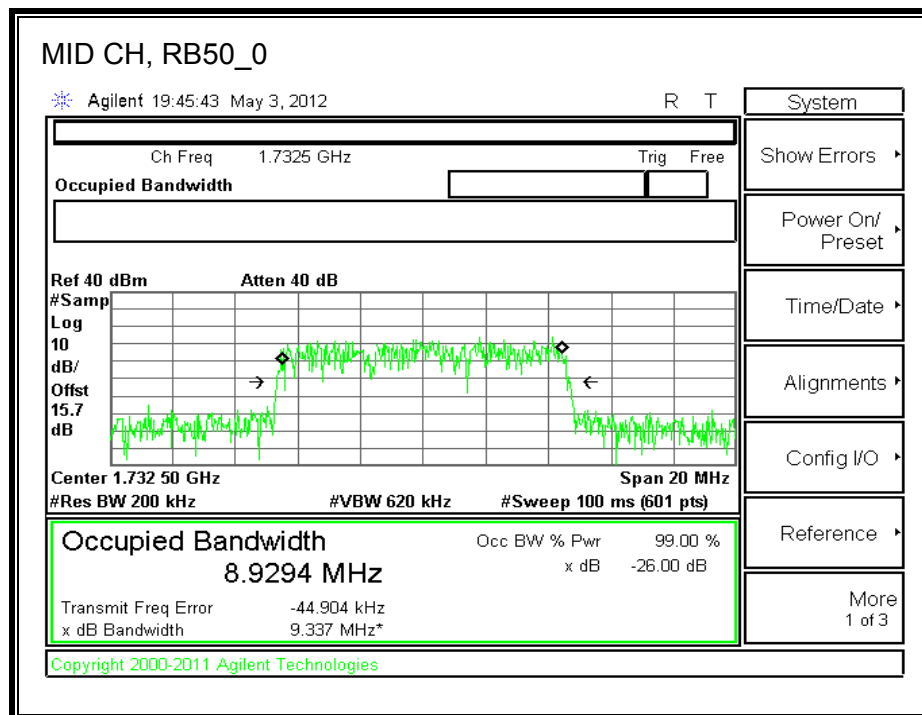 MID CH, RB50_0
Agilent 19:45:43 May 3, 2012 R T
System
Ch Freq 1.7325 GHz Trig Free
Show Errors
Occupied Bandwidth
Power On/
Preset
Ref 40 dBm Atten 40 dB
#Samp
Log
10
dB/
Offst
15.7
dB
Time/Date
Alignments
Config I/O
Center 1.732 50 GHz Span 20 MHz
#Res BW 200 kHz #VBW 620 kHz #Sweep 100 ms (601 pts)
Occupied Bandwidth Occ BW % Pwr 99.00 %
8.9294 MHz x dB -26.00 dB
Reference
Transmit Freq Error -44.904 kHz
x dB Bandwidth 9.337 MHz*
More
1 of 3
Copyright 2000-2011 Agilent Technologies